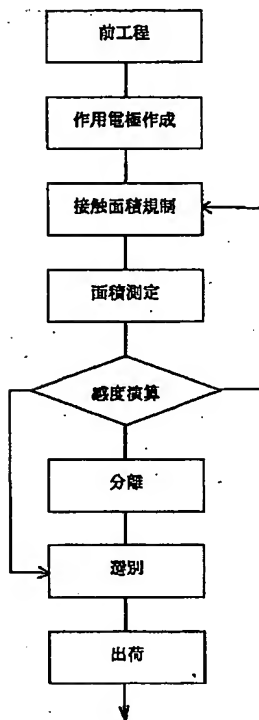 前工程
作用電極作成
接触面積規制
面積測定
感度演算
分離
選別
出荷